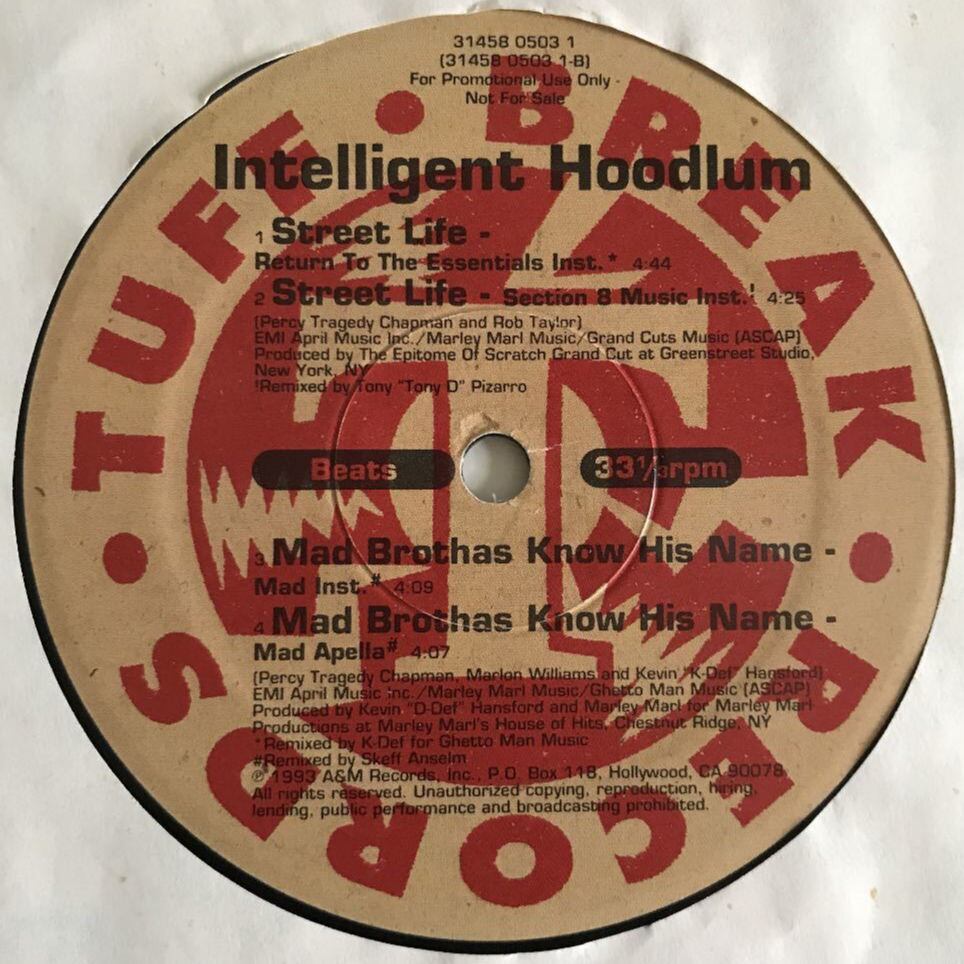 31458 0503 1
(31458 0503 1-B)
For Promotional Use Only -
Not For Sale
TUFF • BREAK • RECORDS •
Intelligent Hoodlum
1 Street Life -
Return To The Essentials Inst.* 4:44
2 Street Life - Section 8 Music Inst.! 4:25
(Percy Tragedy Chapman and Rob Taylor)
EMI April Music Inc./Marley Marl Music/Grand Cuts Music (ASCAP)
Produced by The Epitome Of Scratch Grand Cut at Greenstreet Studio,
New York, NY
!Remixed by Tony "Tony D" Pizarro
Beats
33⅓rpm
3 Mad Brothas Know His Name -
Mad Inst.# 4:09
4 Mad Brothas Know His Name -
Mad Apella# 4:07
(Percy Tragedy Chapman, Marlon Williams and Kevin "K-Def" Hansford)
EMI April Music Inc./Marley Marl Music/Ghetto Man Music (ASCAP)
Produced by Kevin "D-Def" Hansford and Marley Marl for Marley Marl
Productions at Marley Marl's House of Hits, Chestnut Ridge, NY
*Remixed by K-Def for Ghetto Man Music
#Remixed by Skeff Anselm
℗ 1993 A&M Records, Inc., P.O. Box 118, Hollywood, CA 90078
All rights reserved. Unauthorized copying, reproduction, hiring,
lending, public performance and broadcasting prohibited.